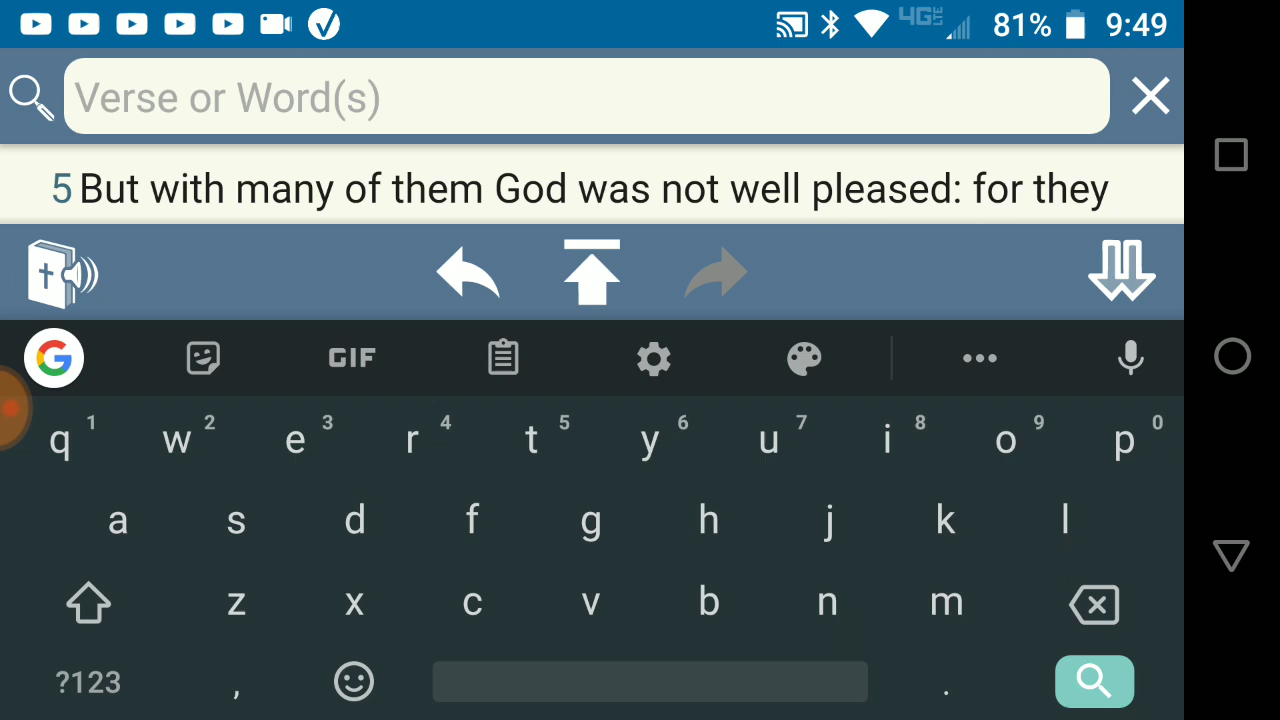 4G LTE 81% 9:49
Verse or Word(s)
5 But with many of them God was not well pleased: for they
G GIF
q 1 w 2 e 3 r 4 t 5 y 6 u 7 i 8 o 9 p 0
a s d f g h j k l
z x c v b n m
?123 , .